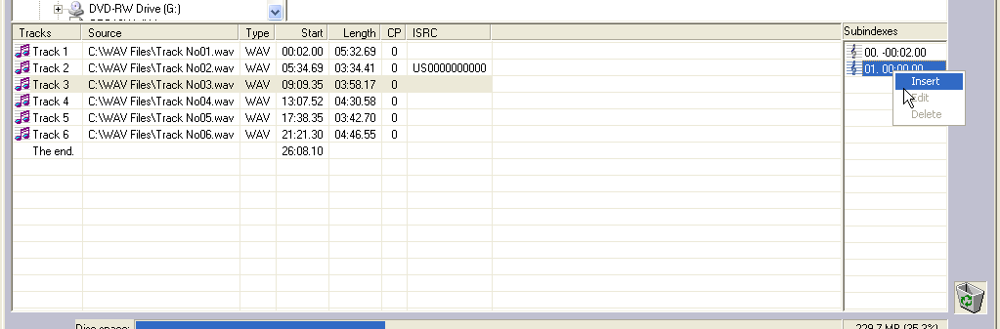 DVD-RW Drive (G:)
Tracks Source Type Start Length CP ISRC Subindexes
Track 1 C:\WAV Files\Track No01.wav WAV 00:02.00 05:32.69 0 00. -00:02.00
Track 2 C:\WAV Files\Track No02.wav WAV 05:34.69 03:34.41 0 US0000000000 01. 00:00.00
Track 3 C:\WAV Files\Track No03.wav WAV 09:09.35 03:58.17 0 Insert
Track 4 C:\WAV Files\Track No04.wav WAV 13:07.52 04:30.58 0 Edit
Track 5 C:\WAV Files\Track No05.wav WAV 17:38.35 03:42.70 0 Delete
Track 6 C:\WAV Files\Track No06.wav WAV 21:21.30 04:46.55 0
The end. 26:08.10
Disc space: 229.7 MB (35.3%)